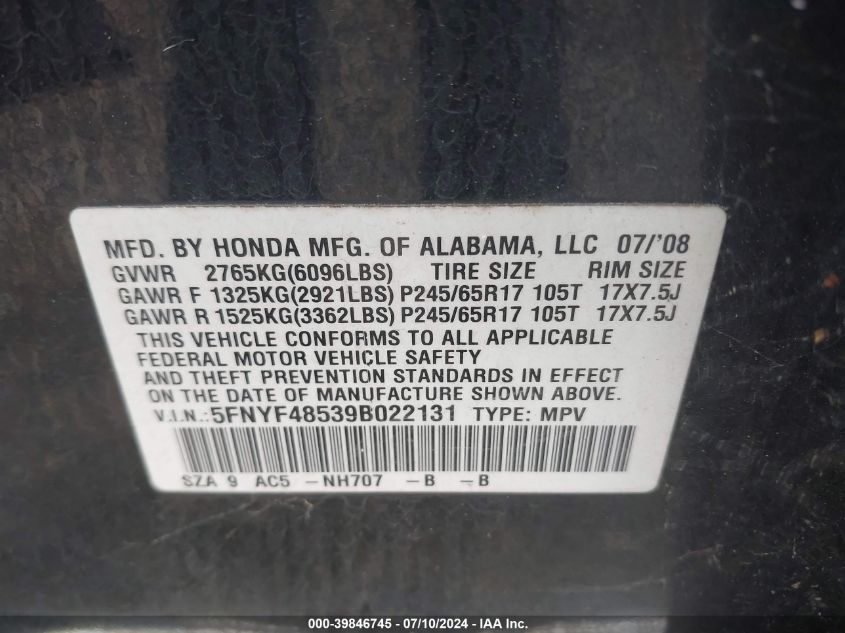 MFD. BY HONDA MFG. OF ALABAMA, LLC 07/'08
GVWR 2765KG(6096LBS) TIRE SIZE RIM SIZE
GAWR F 1325KG(2921LBS) P245/65R17 105T 17X7.5J
GAWR R 1525KG(3362LBS) P245/65R17 105T 17X7.5J
THIS VEHICLE CONFORMS TO ALL APPLICABLE
FEDERAL MOTOR VEHICLE SAFETY
AND THEFT PREVENTION STANDARDS IN EFFECT
ON THE DATE OF MANUFACTURE SHOWN ABOVE.
V.I.N.:5FNYF48539B022131 TYPE: MPV
SZA 9 AC5 -NH707 -B -B
000-39846745 - 07/10/2024 - IAA Inc.